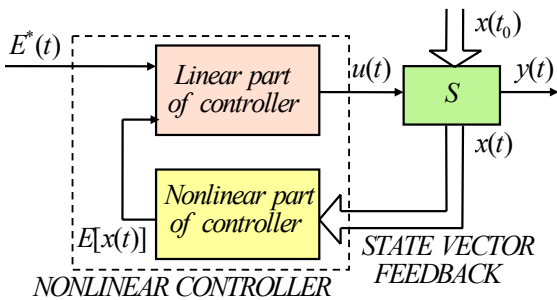 E*(t)
x(t₀)
Linear part
of controller
u(t)
S
y(t)
x(t)
Nonlinear part
of controller
E[x(t)]
STATE VECTOR
FEEDBACK
NONLINEAR CONTROLLER